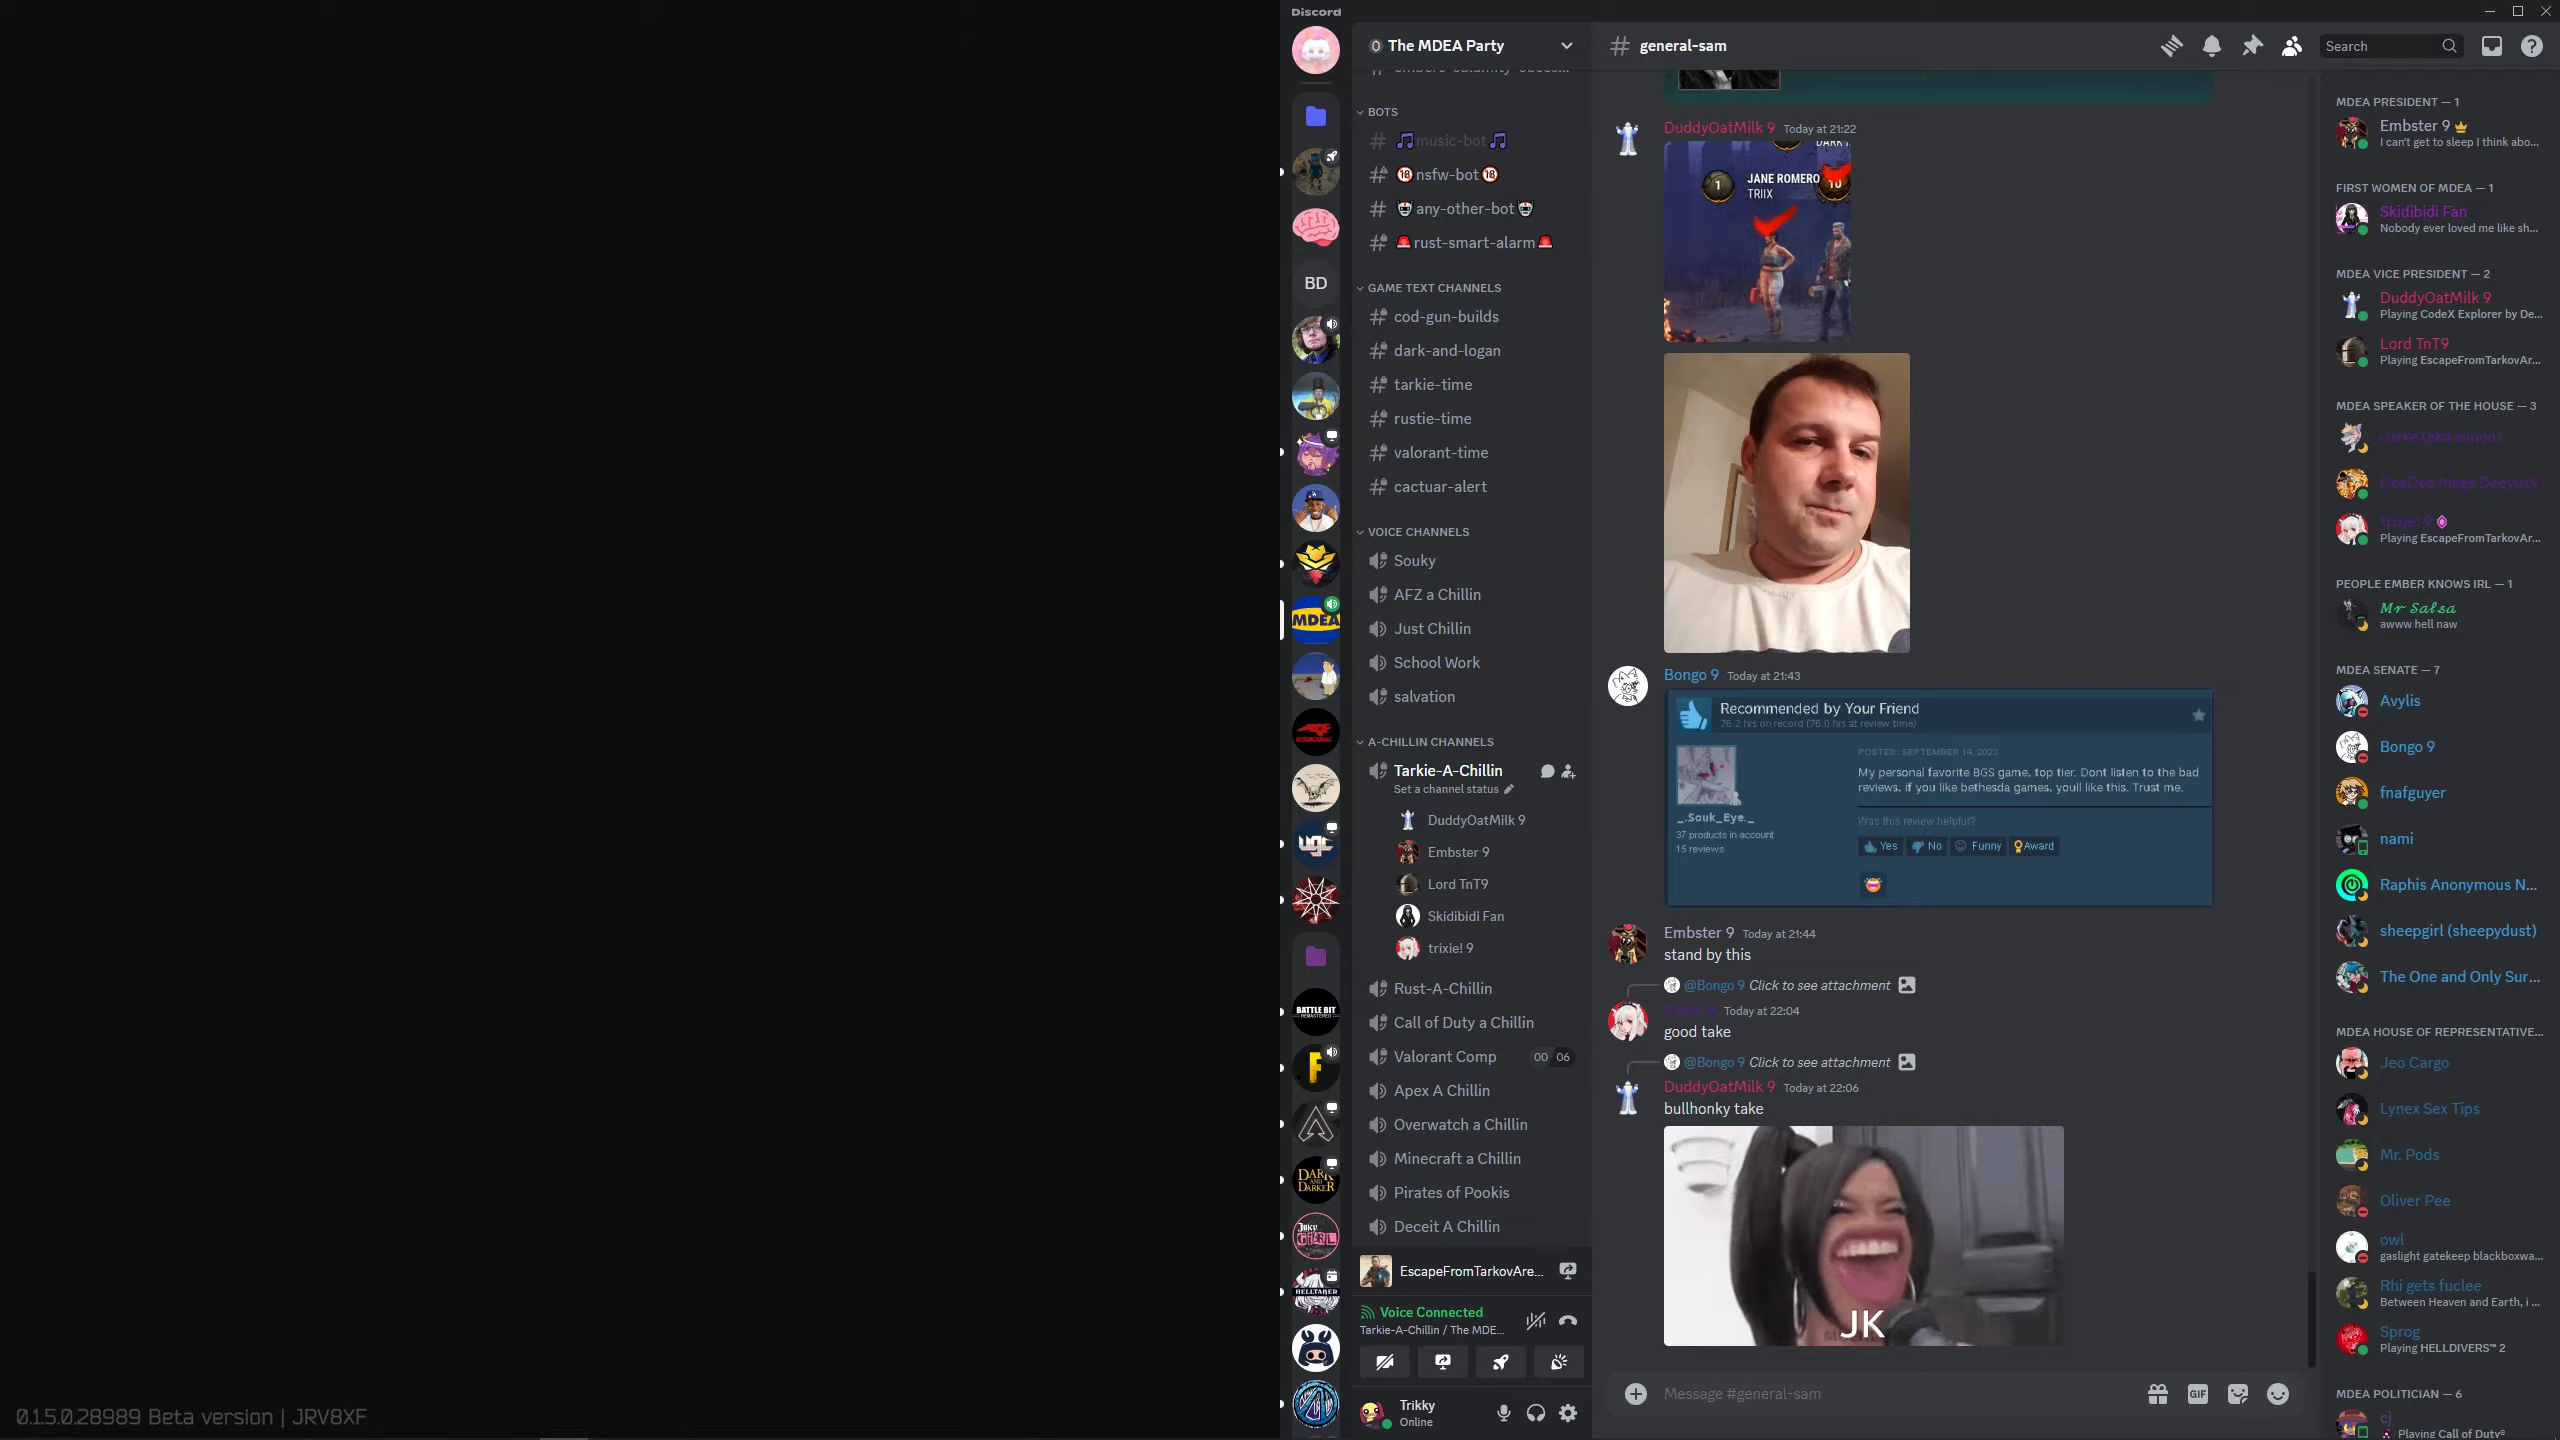 Discord
The MDEA Party
BOTS
music-bot
nsfw-bot
any-other-bot
rust-smart-alarm
GAME TEXT CHANNELS
cod-gun-builds
dark-and-logan
tarkie-time
rustie-time
valorant-time
cactuar-alert
VOICE CHANNELS
Souky
AFZ a Chillin
Just Chillin
School Work
salvation
A-CHILLIN CHANNELS
Tarkie-A-Chillin
Set a channel status
DuddyOatMilk 9
Embster 9
Lord TnT9
Skidibidi Fan
trixie! 9
Rust-A-Chillin
Call of Duty a Chillin
Valorant Comp 00 06
Apex A Chillin
Overwatch a Chillin
Minecraft a Chillin
Pirates of Pookis
Deceit A Chillin
EscapeFromTarkovAre...
Voice Connected
Tarkie-A-Chillin / The MDE...
Trikky
Online
BD
MDEA
UGC
BATTLE BIT
REMASTERED
F
DARK
AND
DARKER
JUICY
GIRL
HELLTAKER
general-sam
Search
DuddyOatMilk 9 Today at 21:22
1 JANE ROMERO 10
TRIIX
Bongo 9 Today at 21:43
Recommended by Your Friend
76.2 hrs on record (76.0 hrs at review time)
POSTED: SEPTEMBER 14, 2023
My personal favorite BGS game, top tier. Dont listen to the bad
reviews, if you like bethesda games, youll like this. Trust me.
_.Souk_Eye._
37 products in account
15 reviews
Was this review helpful?
Yes No Funny Award
Embster 9 Today at 21:44
stand by this
@Bongo 9 Click to see attachment
Today at 22:04
good take
@Bongo 9 Click to see attachment
DuddyOatMilk 9 Today at 22:06
bullhonky take
JK
Message #general-sam
GIF
MDEA PRESIDENT — 1
Embster 9
I can't get to sleep I think abo...
FIRST WOMEN OF MDEA — 1
Skidibidi Fan
Nobody ever loved me like sh...
MDEA VICE PRESIDENT — 2
DuddyOatMilk 9
Playing CodeX Explorer by De...
Lord TnT9
Playing EscapeFromTarkovAr...
MDEA SPEAKER OF THE HOUSE — 3
trixie! 9
Playing EscapeFromTarkovAr...
PEOPLE EMBER KNOWS IRL — 1
Mr Salsa
awww hell naw
MDEA SENATE — 7
Avylis
Bongo 9
fnafguyer
nami
Raphis Anonymous N...
sheepgirl (sheepydust)
The One and Only Sur...
MDEA HOUSE OF REPRESENTATIVE...
Jeo Cargo
Lynex Sex Tips
Mr. Pods
Oliver Pee
owl
gaslight gatekeep blackboxwa...
Rhi gets fuclee
Between Heaven and Earth, i ...
Sprog
Playing HELLDIVERS™ 2
MDEA POLITICIAN — 6
cj
Playing Call of Duty®
0.1.5.0.28989 Beta version | JRV8XF